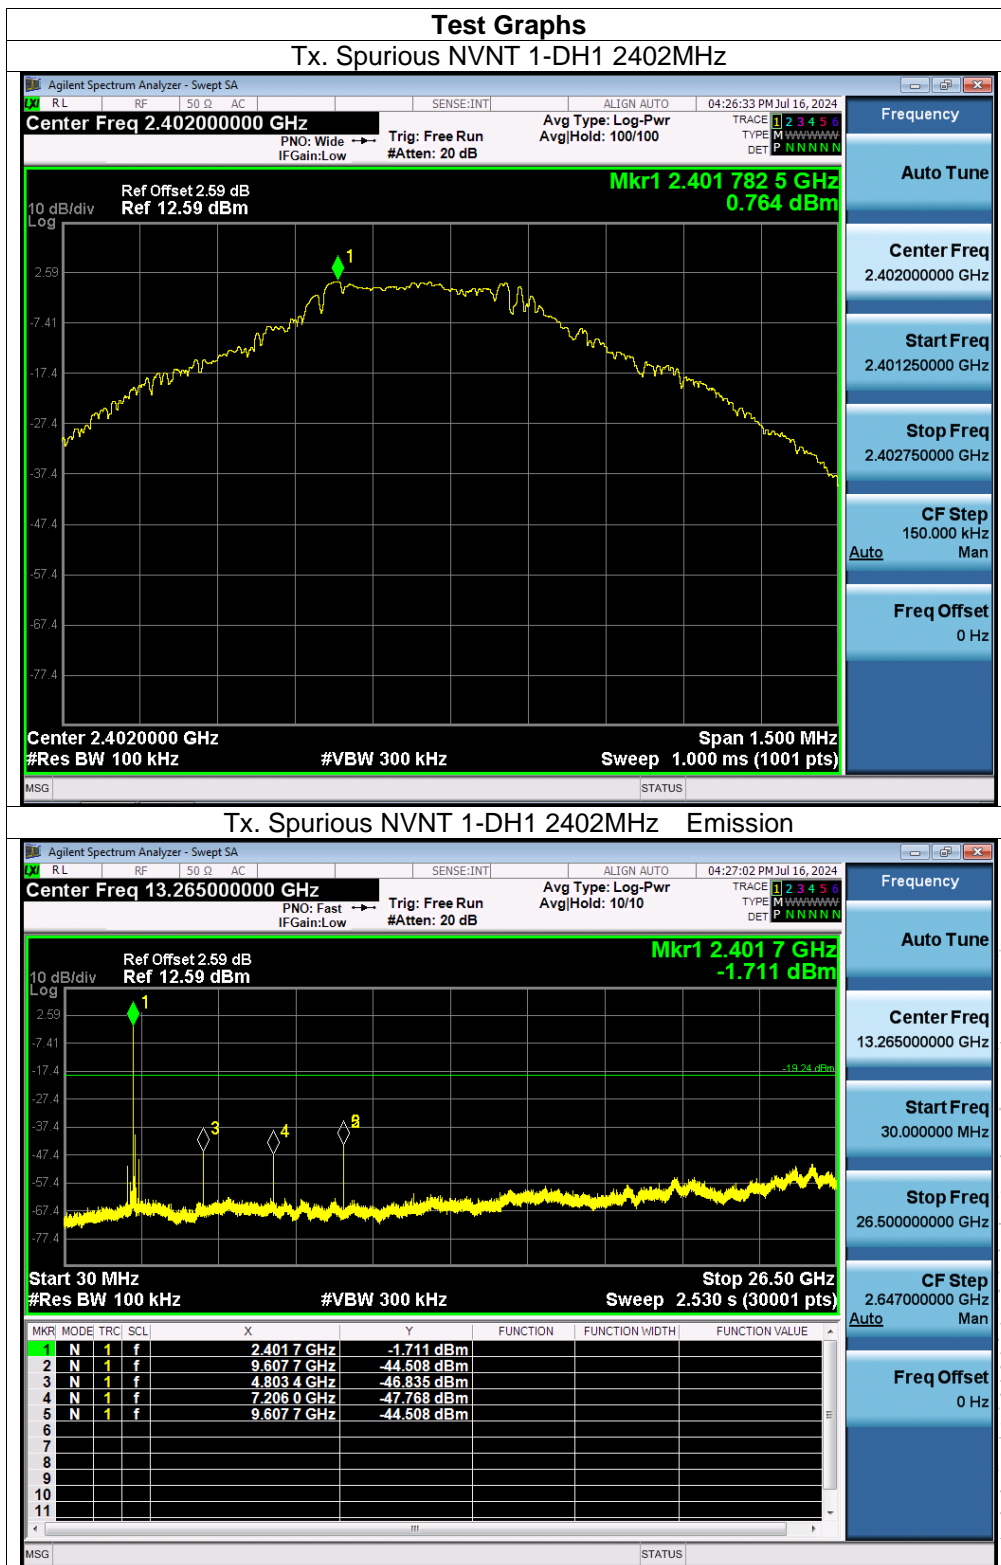 Test Graphs
Tx. Spurious NVNT 1-DH1 2402MHz
Agilent Spectrum Analyzer - Swept SA
LXI RL RF 50 Ω AC SENSE:INT ALIGN AUTO 04:26:33 PM Jul 16, 2024
Center Freq 2.402000000 GHz
PNO: Wide
IFGain:Low
Trig: Free Run
#Atten: 20 dB
Avg Type: Log-Pwr
Avg|Hold: 100/100
TRACE 1 2 3 4 5 6
TYPE M WWWWW
DET P N N N N N
Ref Offset 2.59 dB
10 dB/div Ref 12.59 dBm
Log
Mkr1 2.401 782 5 GHz
0.764 dBm
1
2.59
-7.41
-17.4
-27.4
-37.4
-47.4
-57.4
-67.4
-77.4
Center 2.4020000 GHz Span 1.500 MHz
#Res BW 100 kHz #VBW 300 kHz Sweep 1.000 ms (1001 pts)
MSG STATUS
Frequency
Auto Tune
Center Freq
2.402000000 GHz
Start Freq
2.401250000 GHz
Stop Freq
2.402750000 GHz
CF Step
150.000 kHz
Auto Man
Freq Offset
0 Hz
Tx. Spurious NVNT 1-DH1 2402MHz Emission
Agilent Spectrum Analyzer - Swept SA
LXI RL RF 50 Ω AC SENSE:INT ALIGN AUTO 04:27:02 PM Jul 16, 2024
Center Freq 13.265000000 GHz
PNO: Fast
IFGain:Low
Trig: Free Run
#Atten: 20 dB
Avg Type: Log-Pwr
Avg|Hold: 10/10
TRACE 1 2 3 4 5 6
TYPE M WWWWW
DET P N N N N N
Ref Offset 2.59 dB
10 dB/div Ref 12.59 dBm
Log
Mkr1 2.401 7 GHz
-1.711 dBm
1
2.59
-7.41
-17.4
-19.24 dBm
-27.4
-37.4
3
4
5
-47.4
-57.4
-67.4
-77.4
Start 30 MHz Stop 26.50 GHz
#Res BW 100 kHz #VBW 300 kHz Sweep 2.530 s (30001 pts)
MKR MODE TRC SCL X Y FUNCTION FUNCTION WIDTH FUNCTION VALUE
1 N 1 f 2.401 7 GHz -1.711 dBm
2 N 1 f 9.607 7 GHz -44.508 dBm
3 N 1 f 4.803 4 GHz -46.835 dBm
4 N 1 f 7.206 0 GHz -47.768 dBm
5 N 1 f 9.607 7 GHz -44.508 dBm
6
7
8
9
10
11
MSG STATUS
Frequency
Auto Tune
Center Freq
13.265000000 GHz
Start Freq
30.000000 MHz
Stop Freq
26.500000000 GHz
CF Step
2.647000000 GHz
Auto Man
Freq Offset
0 Hz